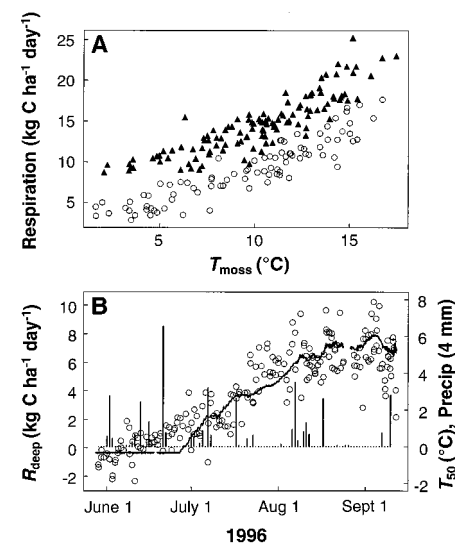 A
Respiration (kg C ha⁻¹ day⁻¹)
25
20
15
10
5
5
10
15
T_moss (°C)
B
R_deep (kg C ha⁻¹ day⁻¹)
10
8
6
4
2
0
-2
T_50 (°C), Precip (4 mm)
8
6
4
2
0
-2
June 1
July 1
Aug 1
Sept 1
1996